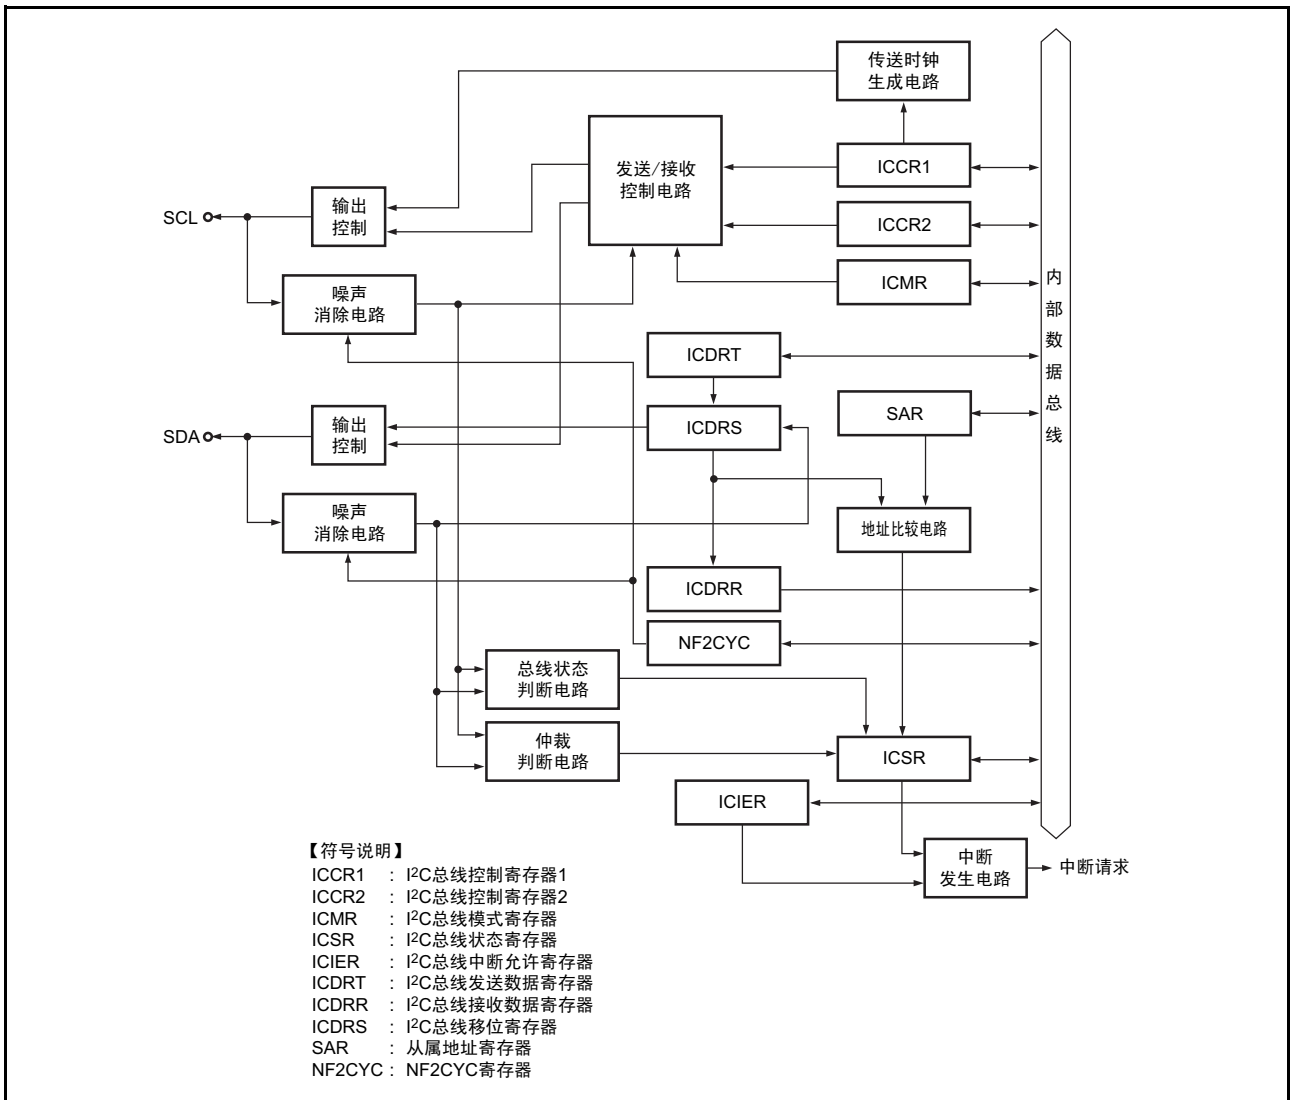 传送时钟
生成电路
发送/接收
控制电路
ICCR1
SCL
输出
控制
ICCR2
噪声
消除电路
ICMR
内部数据总线
ICDRT
SAR
SDA
输出
控制
ICDRS
噪声
消除电路
地址比较电路
ICDRR
NF2CYC
总线状态
判断电路
仲裁
判断电路
ICSR
ICIER
中断
发生电路
中断请求
【符号说明】
ICCR1 : I²C总线控制寄存器1
ICCR2 : I²C总线控制寄存器2
ICMR : I²C总线模式寄存器
ICSR : I²C总线状态寄存器
ICIER : I²C总线中断允许寄存器
ICDRT : I²C总线发送数据寄存器
ICDRR : I²C总线接收数据寄存器
ICDRS : I²C总线移位寄存器
SAR : 从属地址寄存器
NF2CYC : NF2CYC寄存器